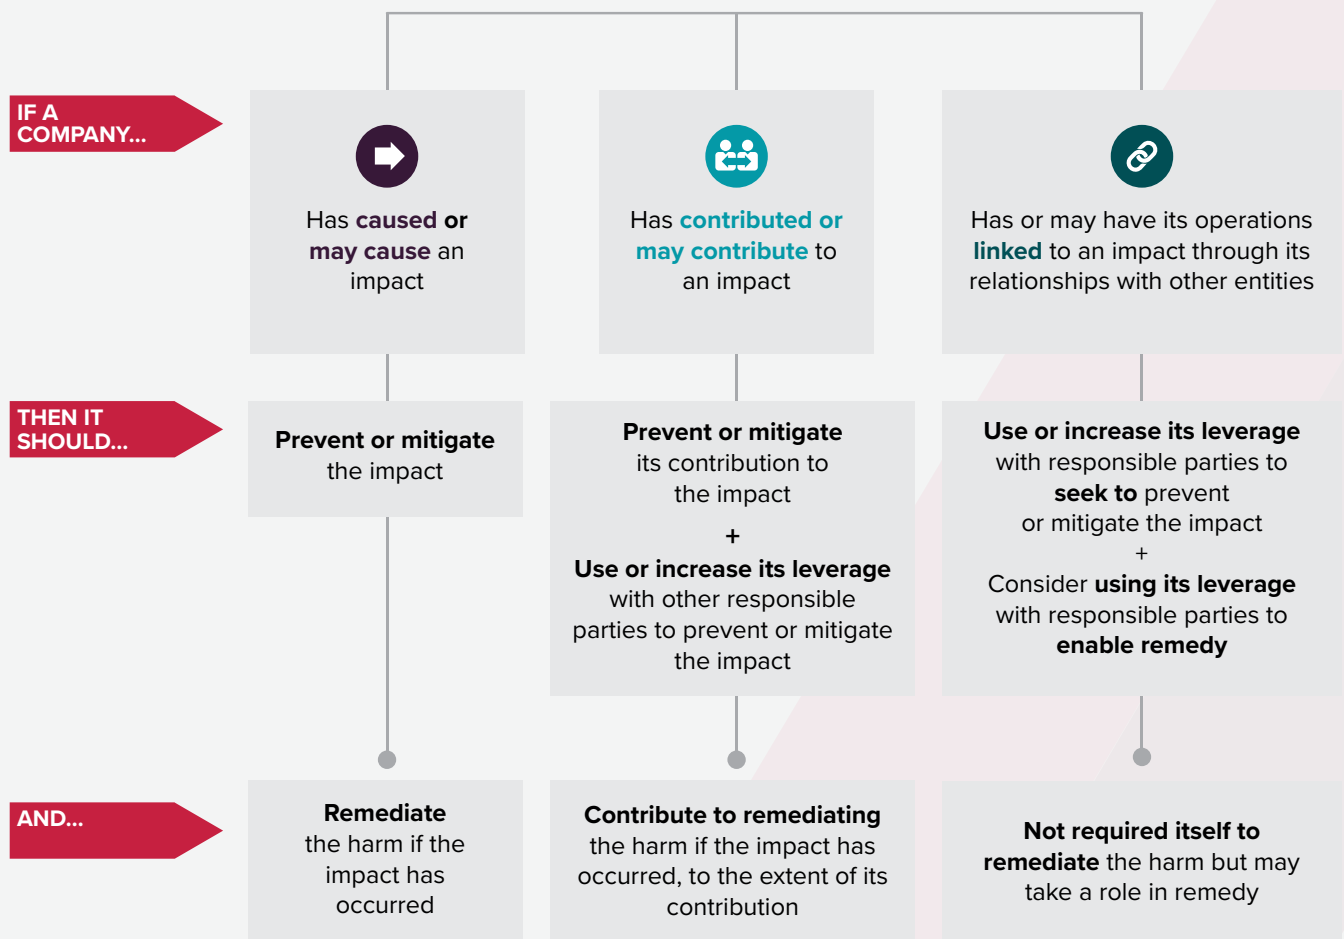 IF A
COMPANY...
Has caused or
may cause an
impact
Has contributed or
may contribute to
an impact
Has or may have its operations
linked to an impact through its
relationships with other entities
THEN IT
SHOULD...
Prevent or mitigate
the impact
Prevent or mitigate
its contribution to
the impact
+
Use or increase its leverage
with other responsible
parties to prevent or mitigate
the impact
Use or increase its leverage
with responsible parties to
seek to prevent
or mitigate the impact
+
Consider using its leverage
with responsible parties to
enable remedy
AND...
Remediate
the harm if the
impact has
occurred
Contribute to remediating
the harm if the impact has
occurred, to the extent of its
contribution
Not required itself to
remediate the harm but may
take a role in remedy